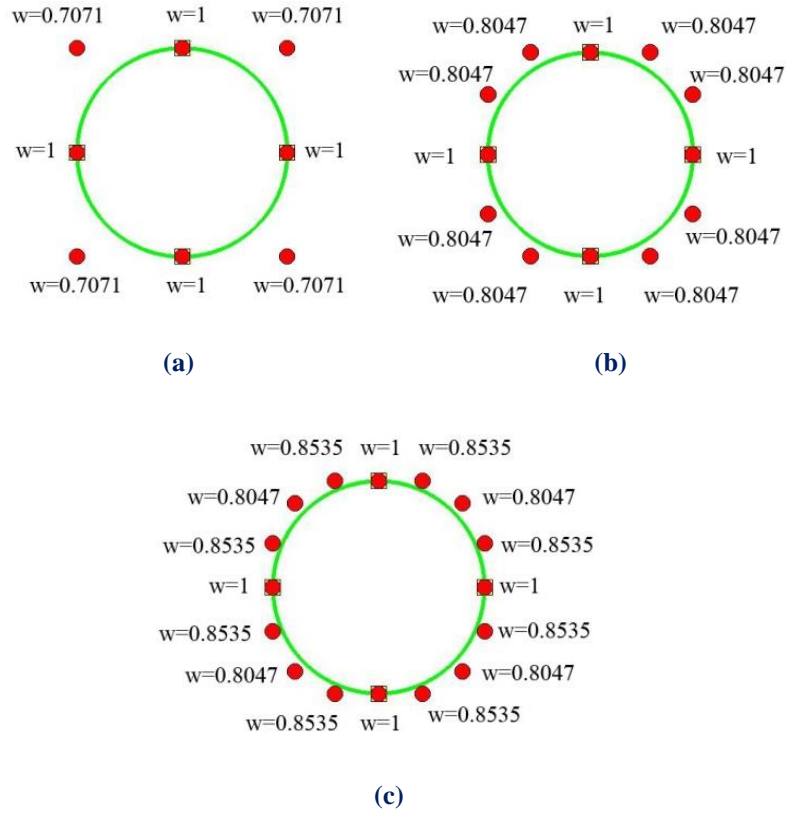 w=0.7071 w=1 w=0.7071
w=1 w=1
w=0.7071 w=1 w=0.7071
(a)
w=0.8047 w=1 w=0.8047
w=0.8047 w=0.8047
w=1 w=1
w=0.8047 w=0.8047
w=0.8047 w=1 w=0.8047
(b)
w=0.8535 w=1 w=0.8535
w=0.8047 w=0.8047
w=0.8535 w=0.8535
w=1 w=1
w=0.8535 w=0.8535
w=0.8047 w=0.8047
w=0.8535 w=1 w=0.8535
(c)